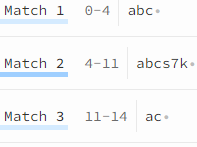 Match 1 0-4 abc•
Match 2 4-11 abcs7k•
Match 3 11-14 ac•